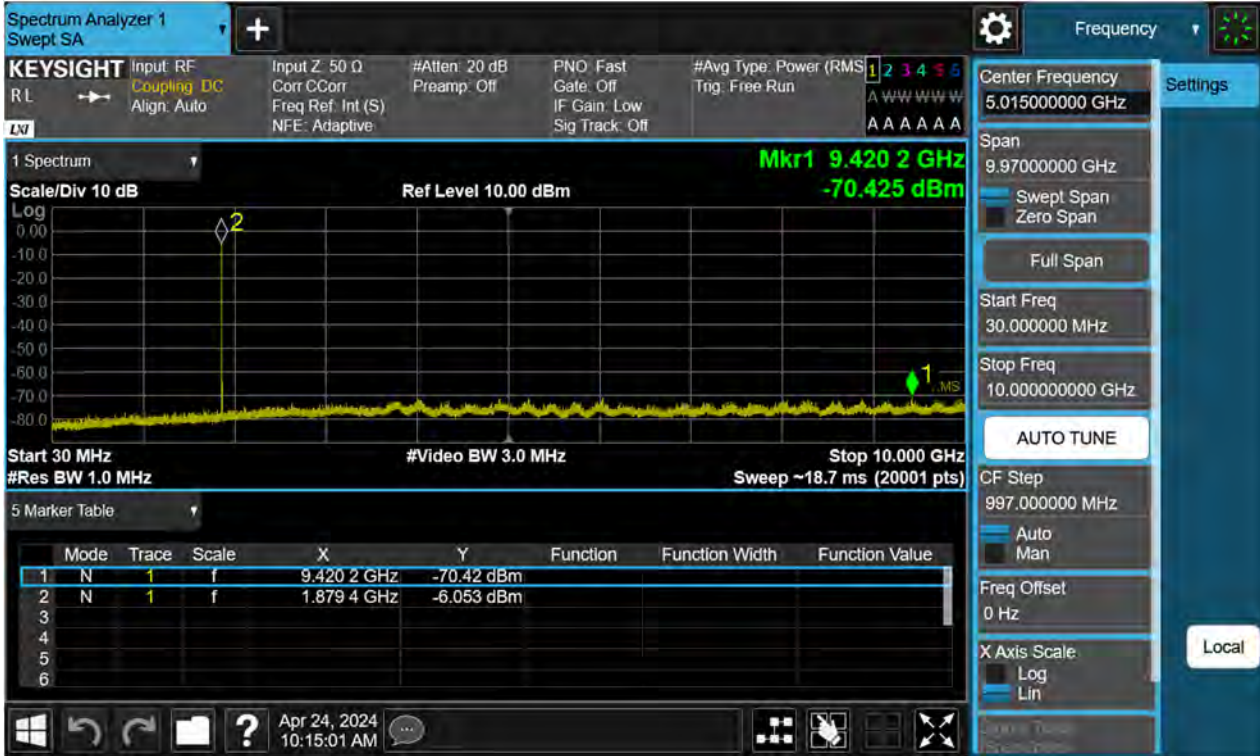 Spectrum Analyzer 1
Swept SA
+
Frequency
KEYSIGHT
RL
LXI
Input: RF
Coupling: DC
Align: Auto
Input Z: 50 Ω
Corr CCorr
Freq Ref: Int (S)
NFE: Adaptive
#Atten: 20 dB
Preamp: Off
PNO: Fast
Gate: Off
IF Gain: Low
Sig Track: Off
#Avg Type: Power (RMS
Trig: Free Run
1 2 3 4 5 6
A W W W W W
A A A A A A
Center Frequency
5.015000000 GHz
Settings
1 Spectrum
Mkr1 9.420 2 GHz
Scale/Div 10 dB
Ref Level 10.00 dBm
-70.425 dBm
Span
9.97000000 GHz
Swept Span
Zero Span
Full Span
Start Freq
30.000000 MHz
Stop Freq
10.000000000 GHz
AUTO TUNE
CF Step
997.000000 MHz
Auto
Man
Freq Offset
0 Hz
X Axis Scale
Log
Lin
Local
Log
0.00
-10.0
-20.0
-30.0
-40.0
-50.0
-60.0
-70.0
-80.0
2
1
Start 30 MHz
#Video BW 3.0 MHz
Stop 10.000 GHz
#Res BW 1.0 MHz
Sweep ~18.7 ms (20001 pts)
5 Marker Table
Mode Trace Scale X Y Function Function Width Function Value
1 N 1 f 9.420 2 GHz -70.42 dBm
2 N 1 f 1.879 4 GHz -6.053 dBm
3
4
5
6
?
Apr 24, 2024
10:15:01 AM